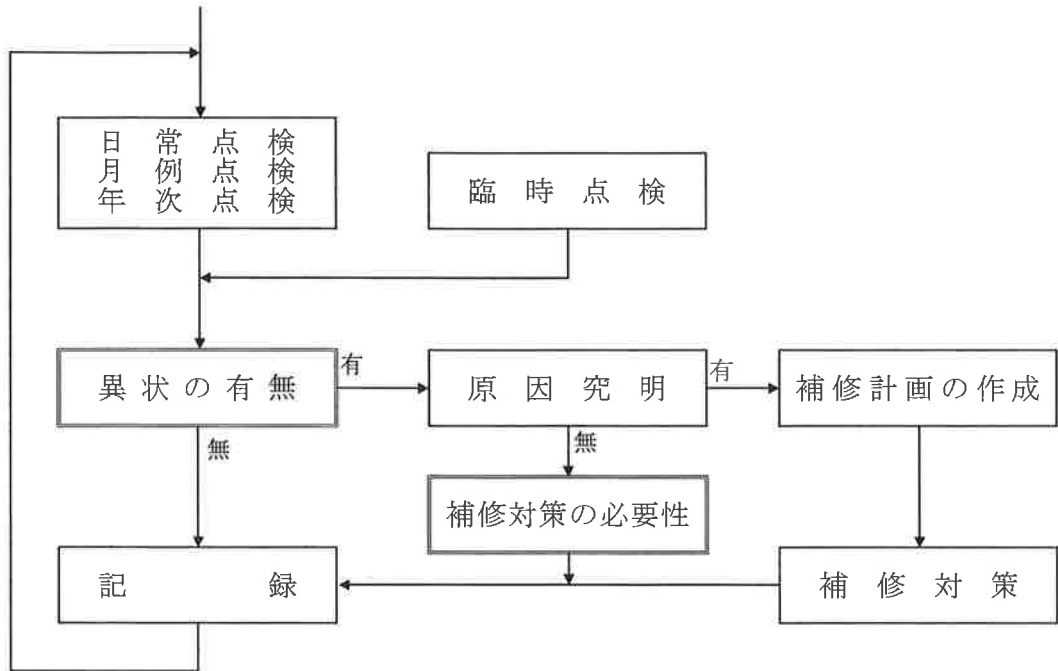 日常点検
月例点検
年次点検
臨時点検
異状の有無
有
原因究明
有
補修計画の作成
無
無
補修対策の必要性
記録
補修対策